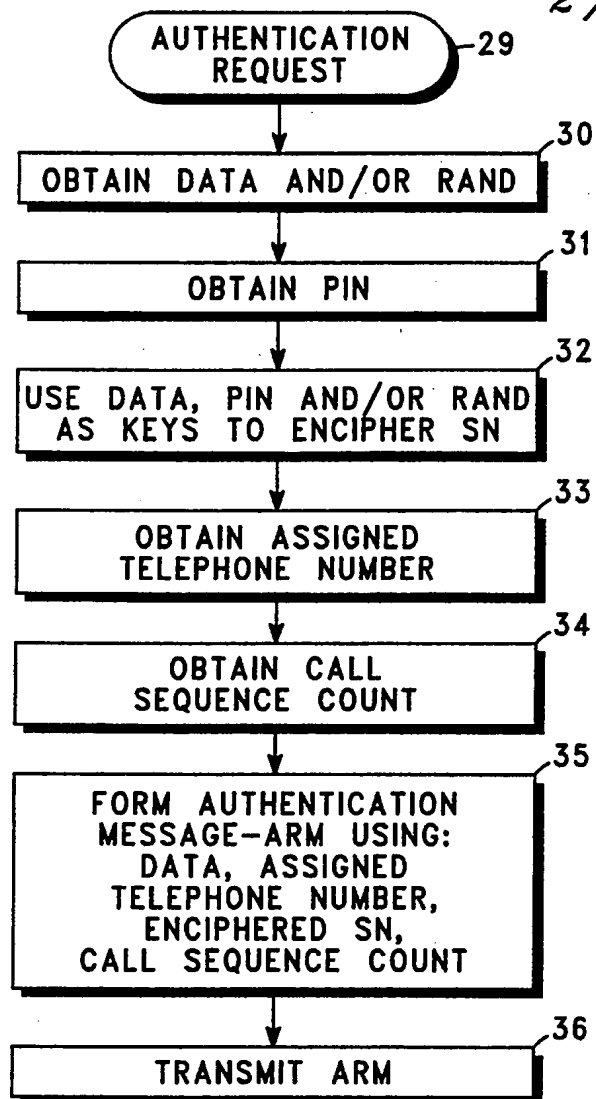 2/
AUTHENTICATION
REQUEST
29
30
OBTAIN DATA AND/OR RAND
31
OBTAIN PIN
32
USE DATA, PIN AND/OR RAND
AS KEYS TO ENCIPHER SN
33
OBTAIN ASSIGNED
TELEPHONE NUMBER
34
OBTAIN CALL
SEQUENCE COUNT
35
FORM AUTHENTICATION
MESSAGE-ARM USING:
DATA, ASSIGNED
TELEPHONE NUMBER,
ENCIPHERED SN,
CALL SEQUENCE COUNT
36
TRANSMIT ARM